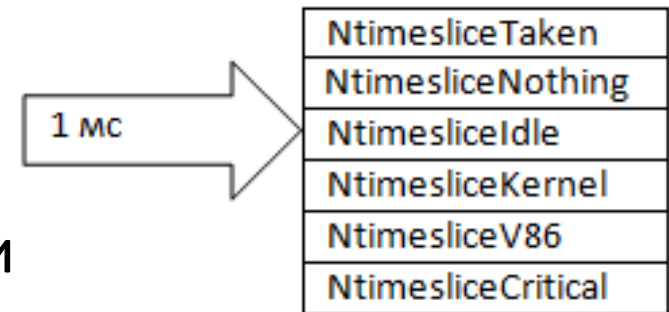 NtimesliceTaken
NtimesliceNothing
1 мс
NtimesliceIdle
NtimesliceKernel
NtimesliceV86
и
NtimesliceCritical